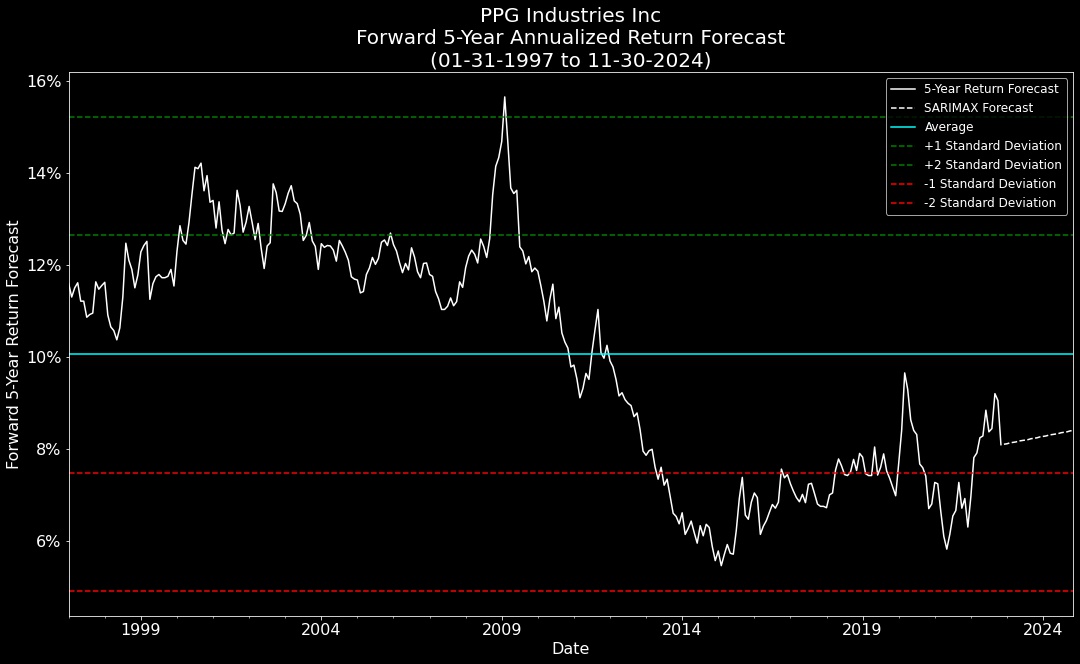 PPG Industries Inc
Forward 5-Year Annualized Return Forecast
(01-31-1997 to 11-30-2024)
16%
14%
12%
10%
8%
6%
Forward 5-Year Return Forecast
5-Year Return Forecast
SARIMAX Forecast
Average
+1 Standard Deviation
+2 Standard Deviation
-1 Standard Deviation
-2 Standard Deviation
1999
2004
2009
2014
2019
2024
Date